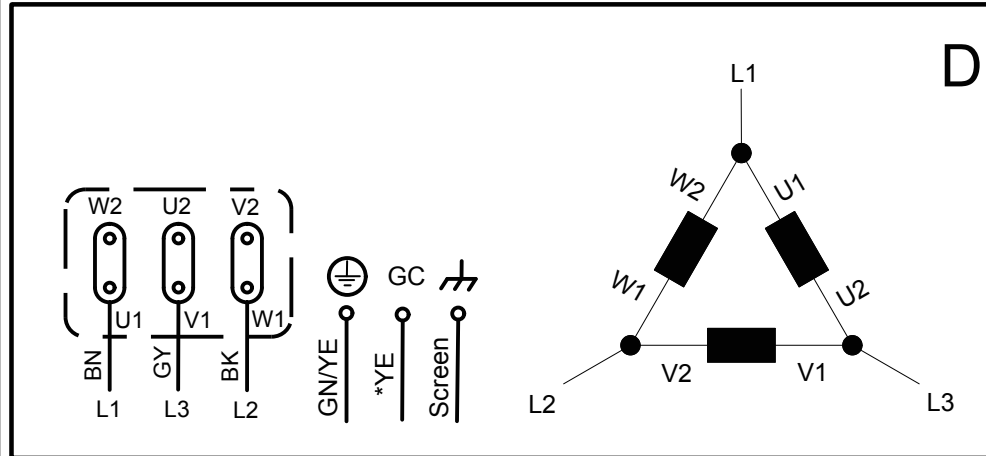 D
L1
W2 U1
W1 U2
V2 V1
L2 L3
W2 U2 V2
U1 V1 W1
BN GY BK
L1 L3 L2
GC
GN/YE *YE Screen